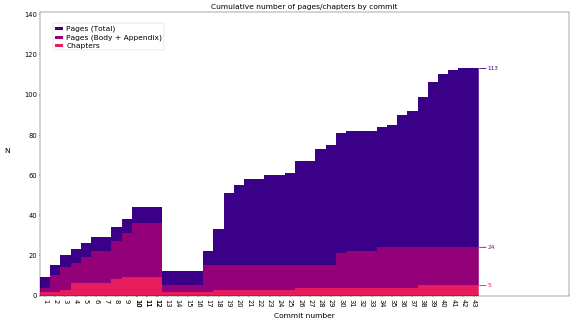 Cumulative number of pages/chapters by commit
Pages (Total)
Pages (Body + Appendix)
Chapters
140
120
100
80
60
40
20
0
N
113
24
5
1 2 3 4 5 6 7 8 9 10 11 12 13 14 15 16 17 18 19 20 21 22 23 24 25 26 27 28 29 30 31 32 33 34 35 36 37 38 39 40 41 42 43
Commit number